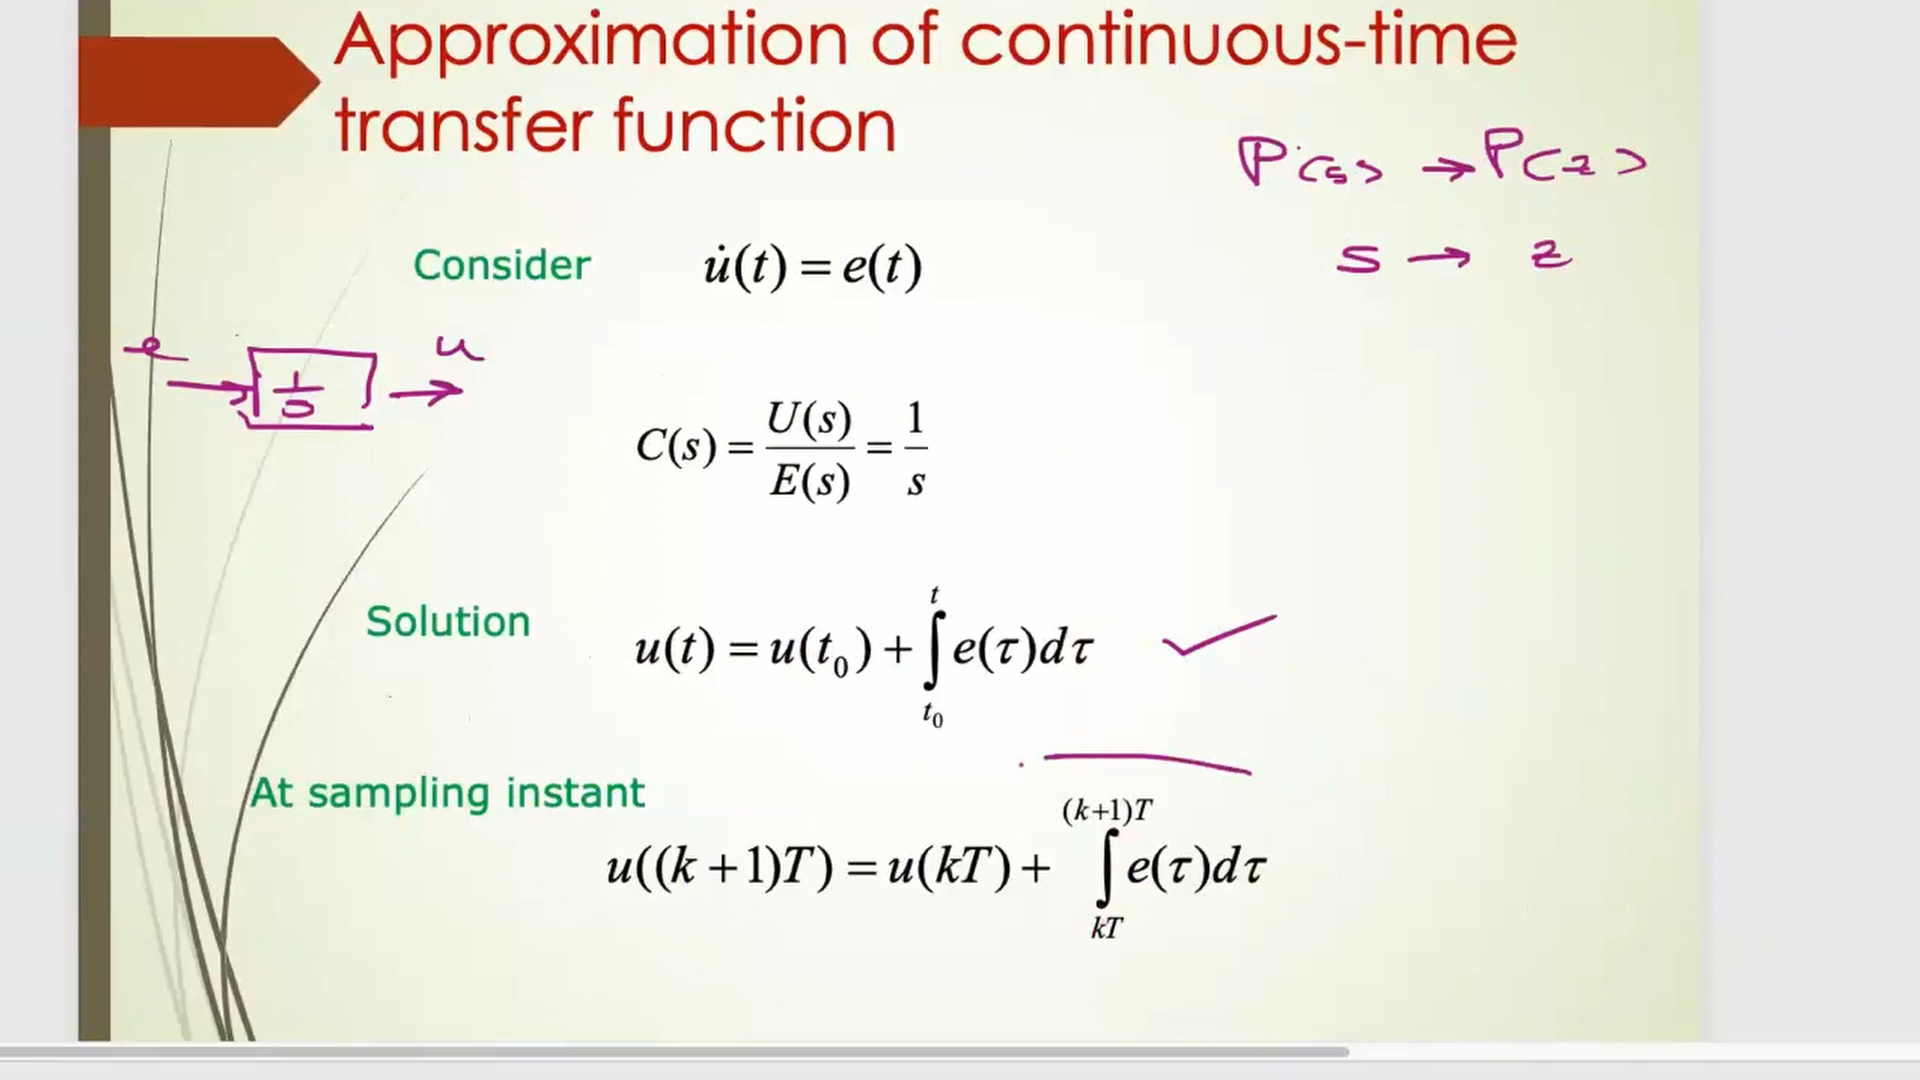 Approximation of continuous-time
transfer function
P(s) → P(z)
s → z
Consider u̇(t) = e(t)
e → 1/s → u
C(s) = U(s)/E(s) = 1/s
Solution u(t) = u(t₀) + ∫_{t₀}^{t} e(τ)dτ ✓
At sampling instant
u((k+1)T) = u(kT) + ∫_{kT}^{(k+1)T} e(τ)dτ